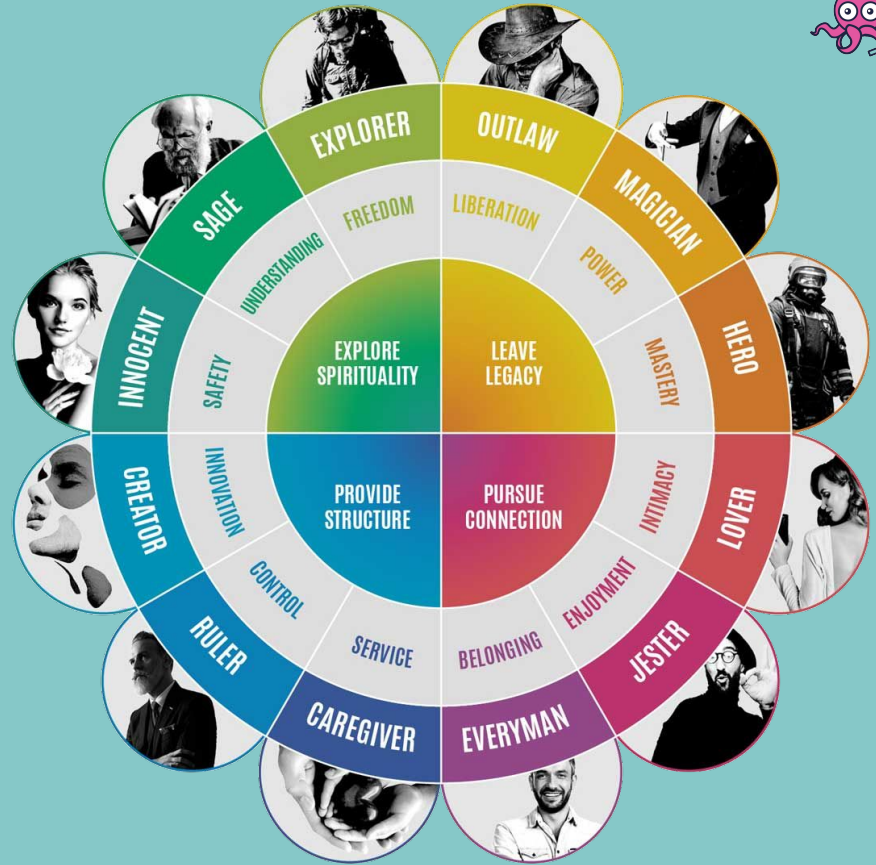 EXPLORER
OUTLAW
MAGICIAN
HERO
LOVER
JESTER
EVERYMAN
CAREGIVER
RULER
CREATOR
INNOCENT
SAGE
FREEDOM
LIBERATION
POWER
MASTERY
INTIMACY
ENJOYMENT
BELONGING
SERVICE
CONTROL
INNOVATION
SAFETY
UNDERSTANDING
EXPLORE
SPIRITUALITY
LEAVE
LEGACY
PROVIDE
STRUCTURE
PURSUE
CONNECTION